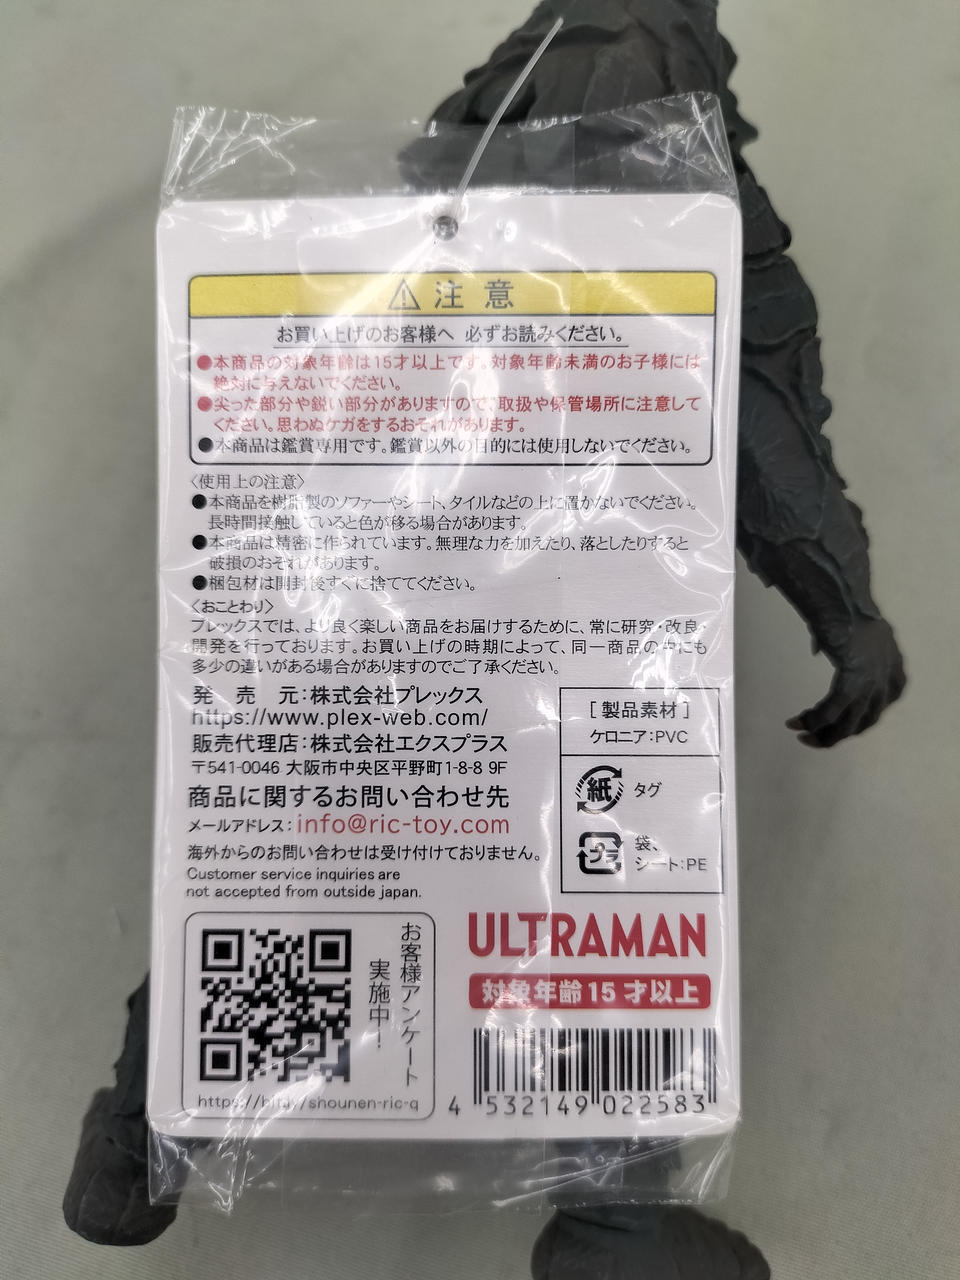 注意
お買い上げのお客様へ 必ずお読みください。
●本商品の対象年齢は15才以上です。対象年齢未満のお子様には
絶対に与えないでください。
●尖った部分や鋭い部分がありますので、取扱や保管場所に注意して
ください。思わぬケガをするおそれがあります。
●本商品は鑑賞専用です。鑑賞以外の目的には使用しないでください。
〈使用上の注意〉
●本商品を樹脂製のソファーやシート、タイルなどの上に置かないでください。
長時間接触していると色が移る場合があります。
●本商品は精密に作られています。無理な力を加えたり、落としたりすると
破損のおそれがあります。
●梱包材は開封後すぐに捨ててください。
〈おことわり〉
プレックスでは、より良く楽しい商品をお届けするために、常に研究・改良・
開発を行っております。お買い上げの時期によって、同一商品の中にも
多少の違いがある場合がありますのでご了承ください。
発　売　元:株式会社プレックス
https://www.plex-web.com/
販売代理店:株式会社エクスプラス
〒541-0046 大阪市中央区平野町1-8-8 9F
商品に関するお問い合わせ先
メールアドレス:info@ric-toy.com
海外からのお問い合わせは受け付けておりません。
Customer service inquiries are
not accepted from outside japan.
［製品素材］
ケロニア:PVC
紙 タグ
プラ 袋、
シート:PE
お客様アンケート
実施中!
https://bit.ly/shounen-ric-q
ULTRAMAN
対象年齢15才以上
4 532149 022583